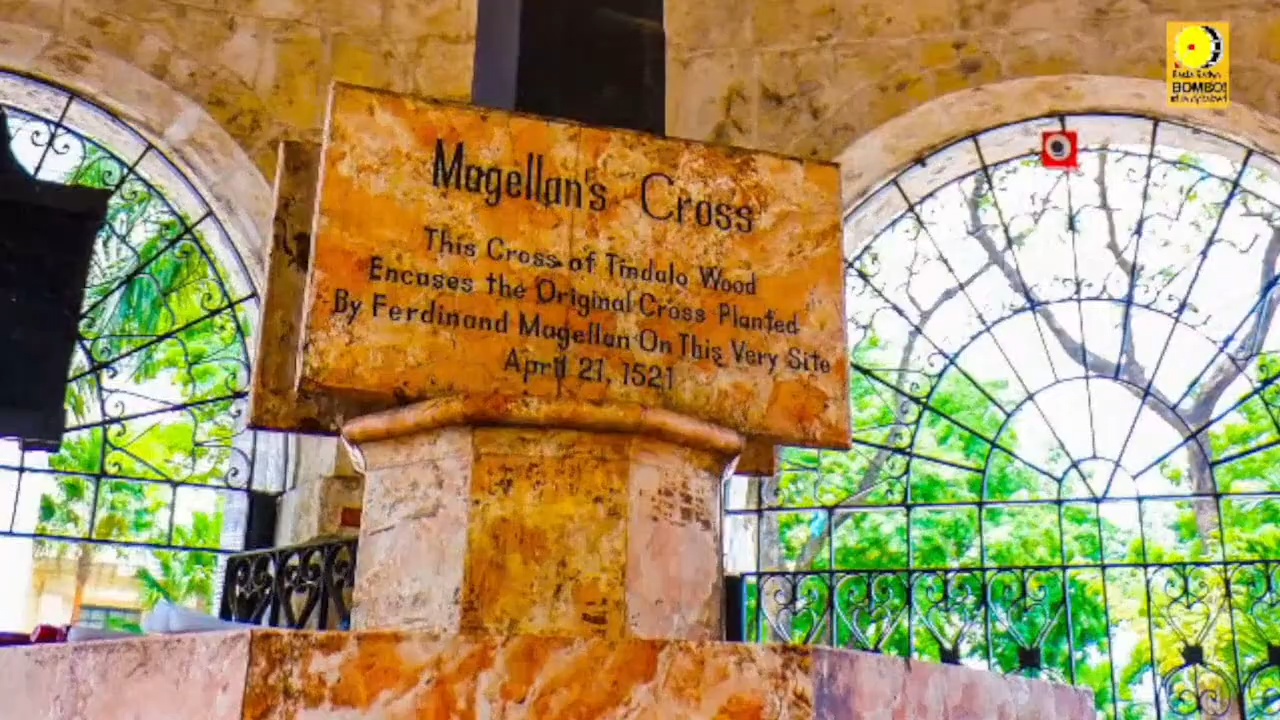 Magellan's Cross
This Cross of Tindalo Wood
Encases the Original Cross Planted
By Ferdinand Magellan On This Very Site
April 21, 1521
BOMBO!